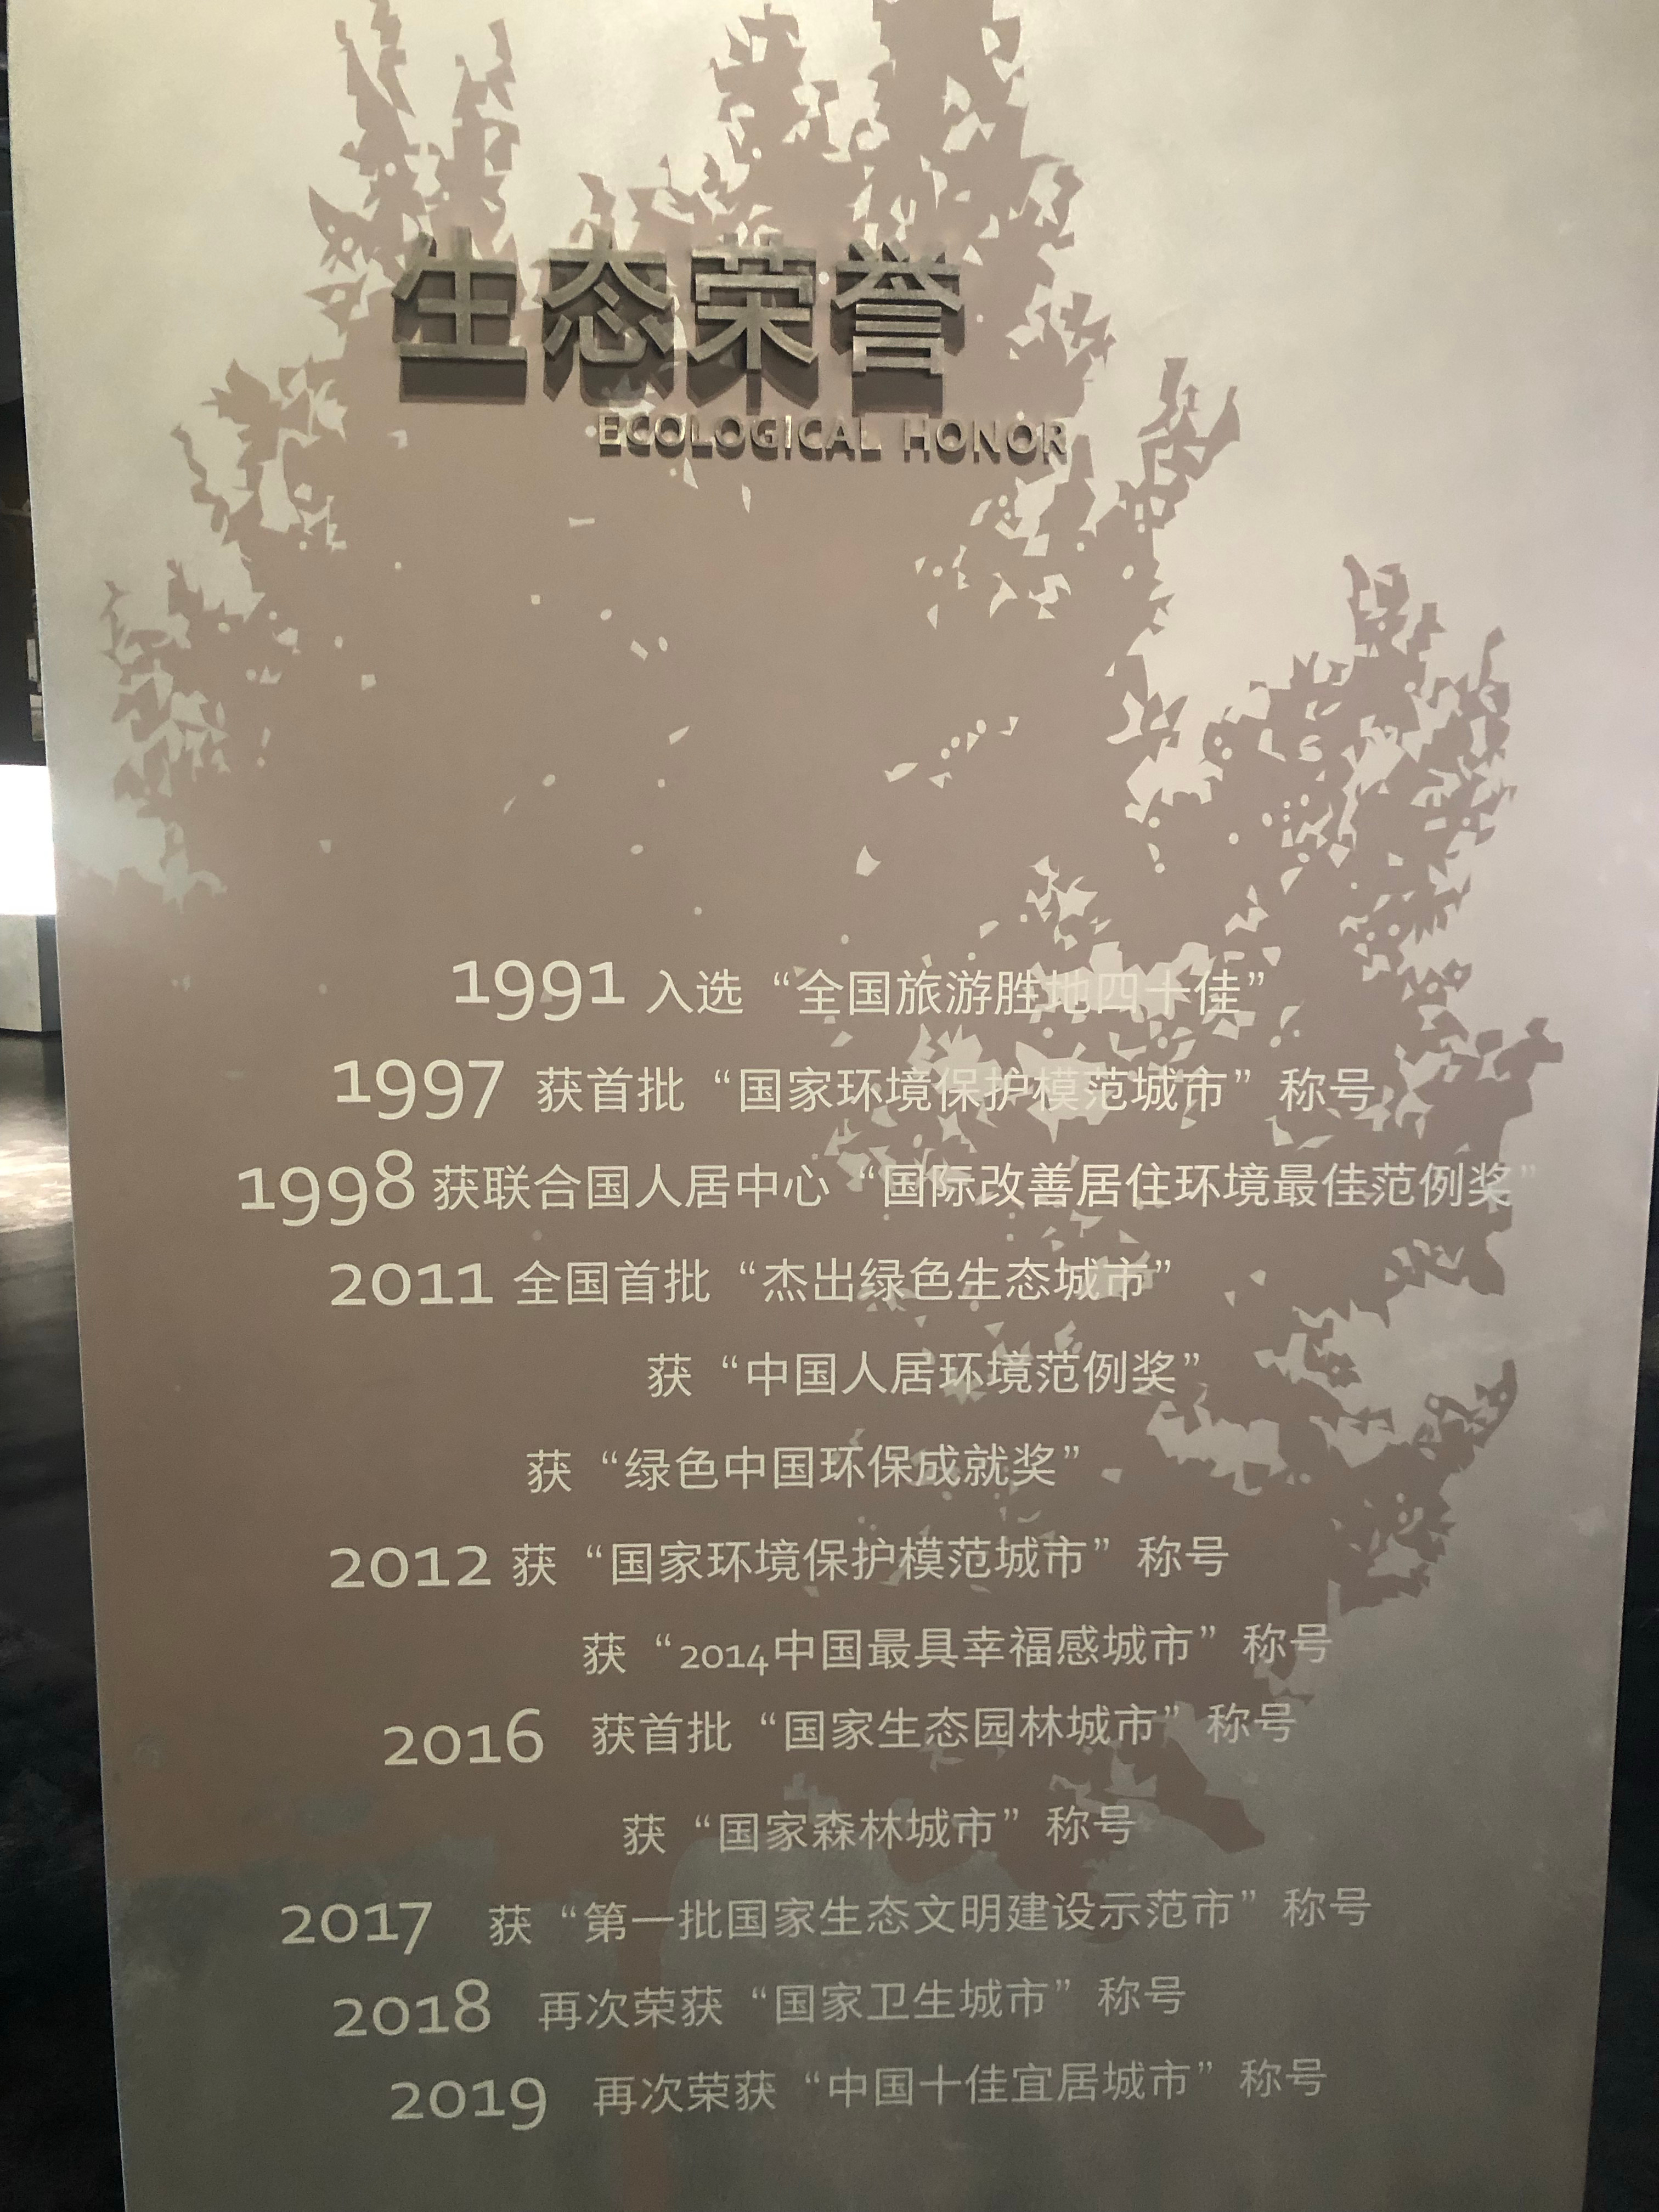 生态荣誉
ECOLOGICAL HONOR
1991 入选“全国旅游胜地四十佳”
1997 获首批“国家环境保护模范城市”称号
1998 获联合国人居中心“国际改善居住环境最佳范例奖”
2011 全国首批“杰出绿色生态城市”
获“中国人居环境范例奖”
获“绿色中国环保成就奖”
2012 获“国家环境保护模范城市”称号
获“2014中国最具幸福感城市”称号
2016 获首批“国家生态园林城市”称号
获“国家森林城市”称号
2017 获“第一批国家生态文明建设示范市”称号
2018 再次荣获“国家卫生城市”称号
2019 再次荣获“中国十佳宜居城市”称号